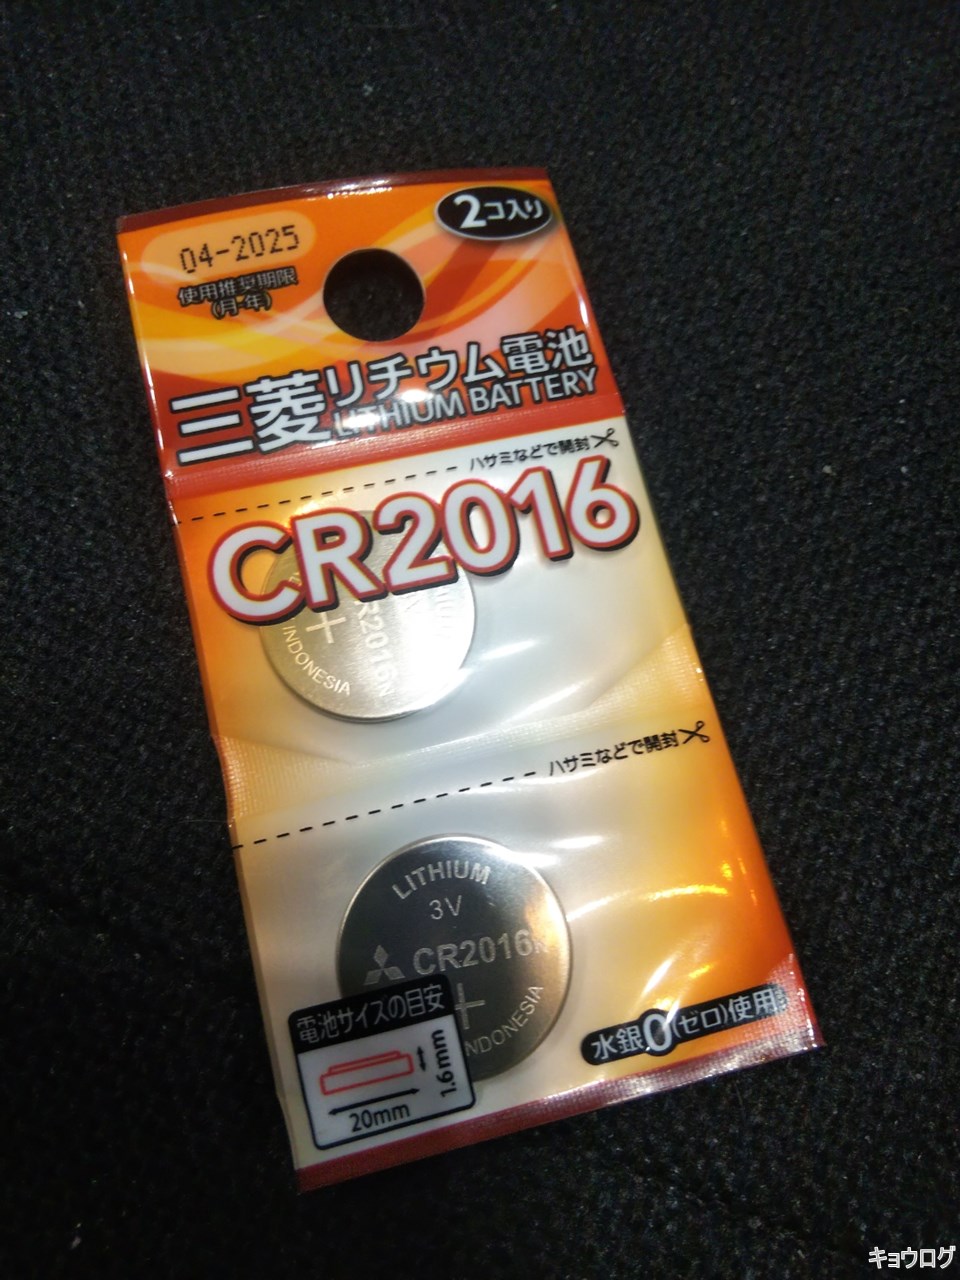 04-2025
使用推奨期限
(月-年)
2コ入り
三菱リチウム電池
LITHIUM BATTERY
ハサミなどで開封
CR2016
+
R2016N
INDONESIA
ハサミなどで開封
LITHIUM
3V
CR2016
+
INDONESIA
電池サイズの目安
1.6mm
20mm
水銀0(ゼロ)使用
キョウログ